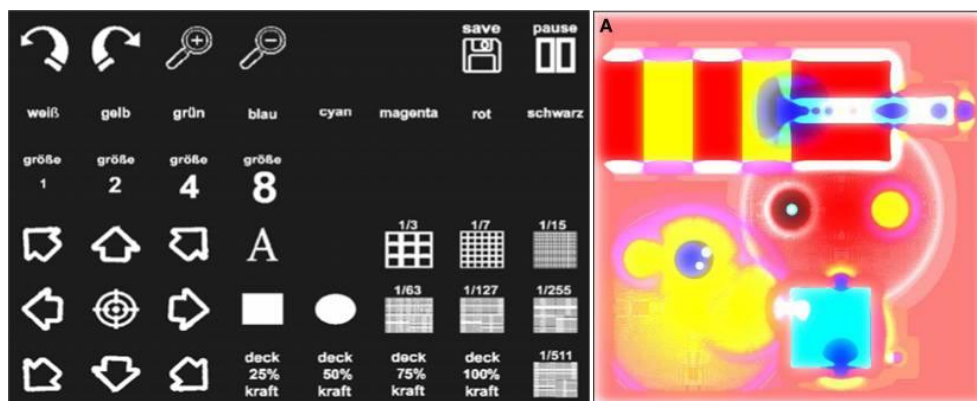 save pause
weiß gelb grün blau cyan magenta rot schwarz
größe größe größe größe
1 2 4 8
1/3 1/7 1/15
A
1/63 1/127 1/255
deck deck deck deck 1/511
25% 50% 75% 100%
kraft kraft kraft kraft
A